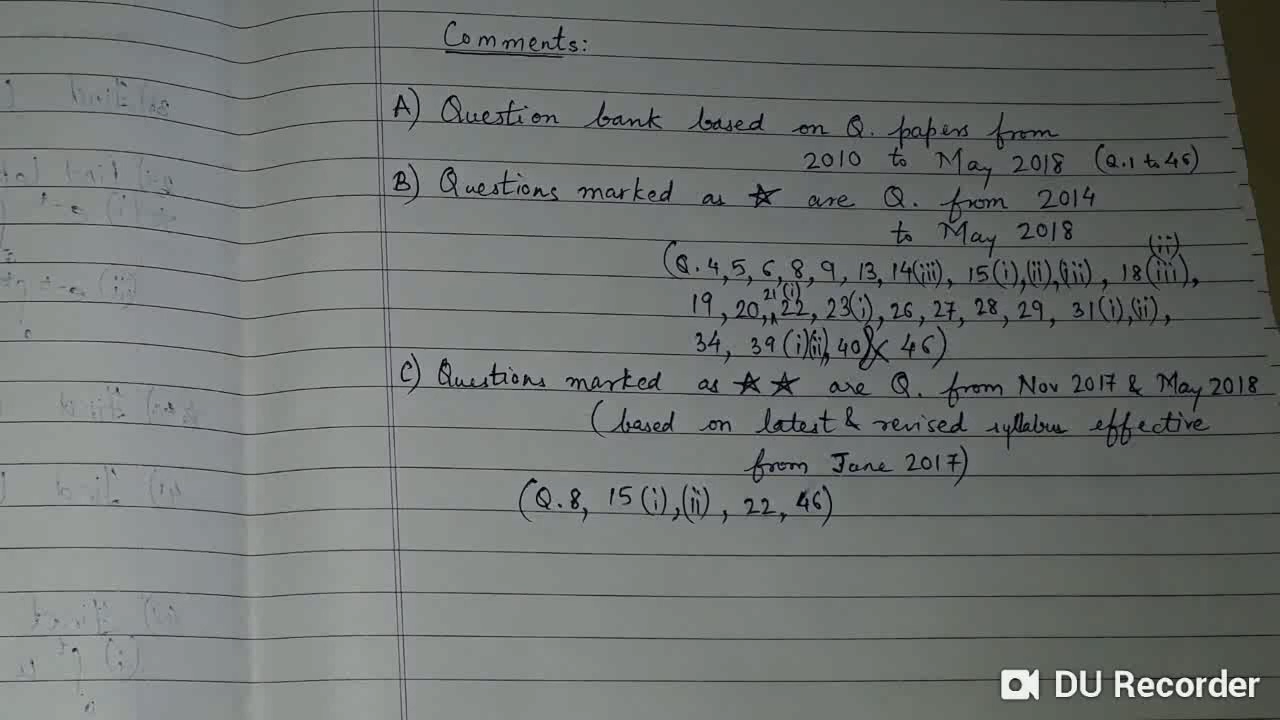 Comments:
A) Question bank based on Q. papers from
2010 to May 2018 (Q.1 to 46)
B) Questions marked as ☆ are Q. from 2014
to May 2018
(Q.4,5, 6, 8, 9, 13, 14(iii), 15(i),(ii),(iii), 18(ii)(iii),
19, 20, 21(i), 22, 23(i), 26, 27, 28, 29, 31(i),(ii),
34, 39(i)(ii), 40, 46)
C) Questions marked as ☆ ☆ are Q. from Nov 2017 & May 2018
(based on latest & revised syllabus effective
from June 2017)
(Q.8, 15(i),(ii), 22, 46)
DU Recorder